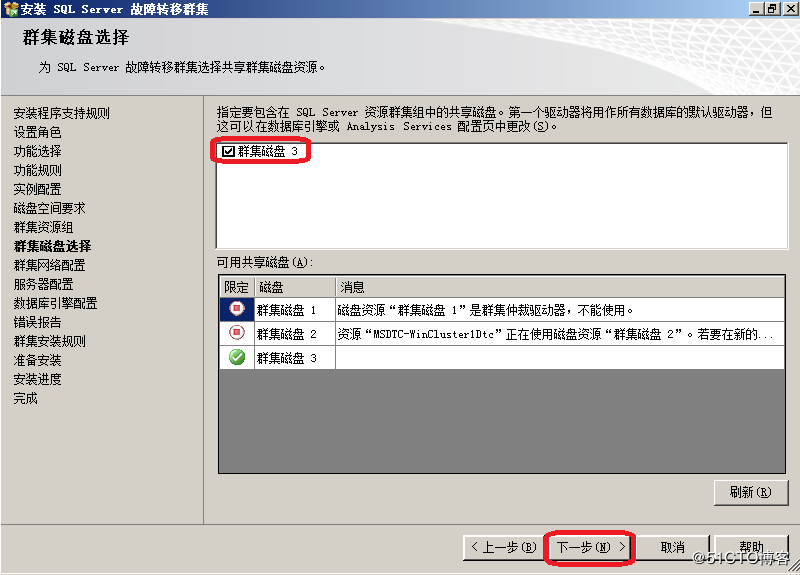 安装 SQL Server 故障转移群集
群集磁盘选择
为 SQL Server 故障转移群集选择共享群集磁盘资源。
安装程序支持规则
设置角色
功能选择
功能规则
实例配置
磁盘空间要求
群集资源组
群集磁盘选择
群集网络配置
服务器配置
数据库引擎配置
错误报告
群集安装规则
准备安装
安装进度
完成
指定要包含在 SQL Server 资源群集组中的共享磁盘。第一个驱动器将用作所有数据库的默认驱动器，但
这可以在数据库引擎或 Analysis Services 配置页中更改(S)。
群集磁盘 3
可用共享磁盘(A):
限定 磁盘 消息
群集磁盘 1 磁盘资源“群集磁盘 1”是群集仲裁驱动器，不能使用。
群集磁盘 2 资源“MSDTC-WinCluster1Dtc”正在使用磁盘资源“群集磁盘 2”。若要在新的...
群集磁盘 3
刷新(R)
< 上一步(B) 下一步(N) > 取消 帮助
@51CTO博客